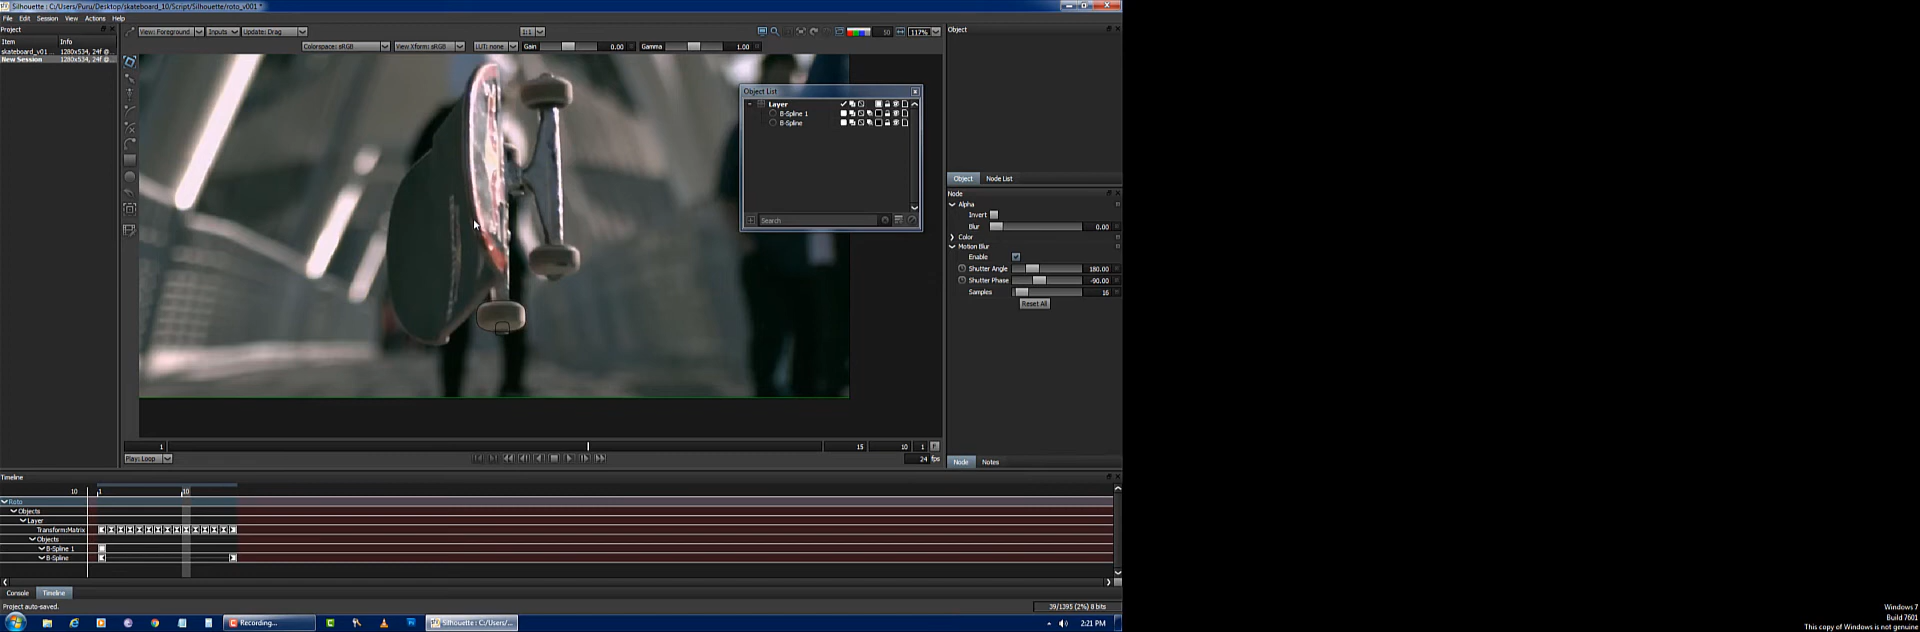 Silhouette : C:/Users/Puru/Desktop/skateboard_10/Script/Silhouette/roto_v001 *
File Edit Session View Actions Help
Project
Item Info
skateboard_v01... 1280x534, 24f @...
New Session 1280x534, 24f @...
View: Foreground Inputs Update: Drag 1:1 50 117%
Colorspace: sRGB View Xform: sRGB LUT: none Gain 0.00 Gamma 1.00
Object List
Layer
B-Spline 1
B-Spline
Search
Object
Object Node List
Node
Alpha
Invert
Blur 0.00
Color
Motion Blur
Enable
Shutter Angle 180.00
Shutter Phase -90.00
Samples 16
Reset All
1 15 10 1
Play: Loop 24 fps
Node Notes
Timeline
10 1 10
Roto
Objects
Layer
Transform:Matrix
Objects
B-Spline 1
B-Spline
Console Timeline
Project auto-saved. 39/1395 (2%) 8 bits
Recording... Silhouette : C:/Users/... 2:21 PM
Windows 7
Build 7601
This copy of Windows is not genuine